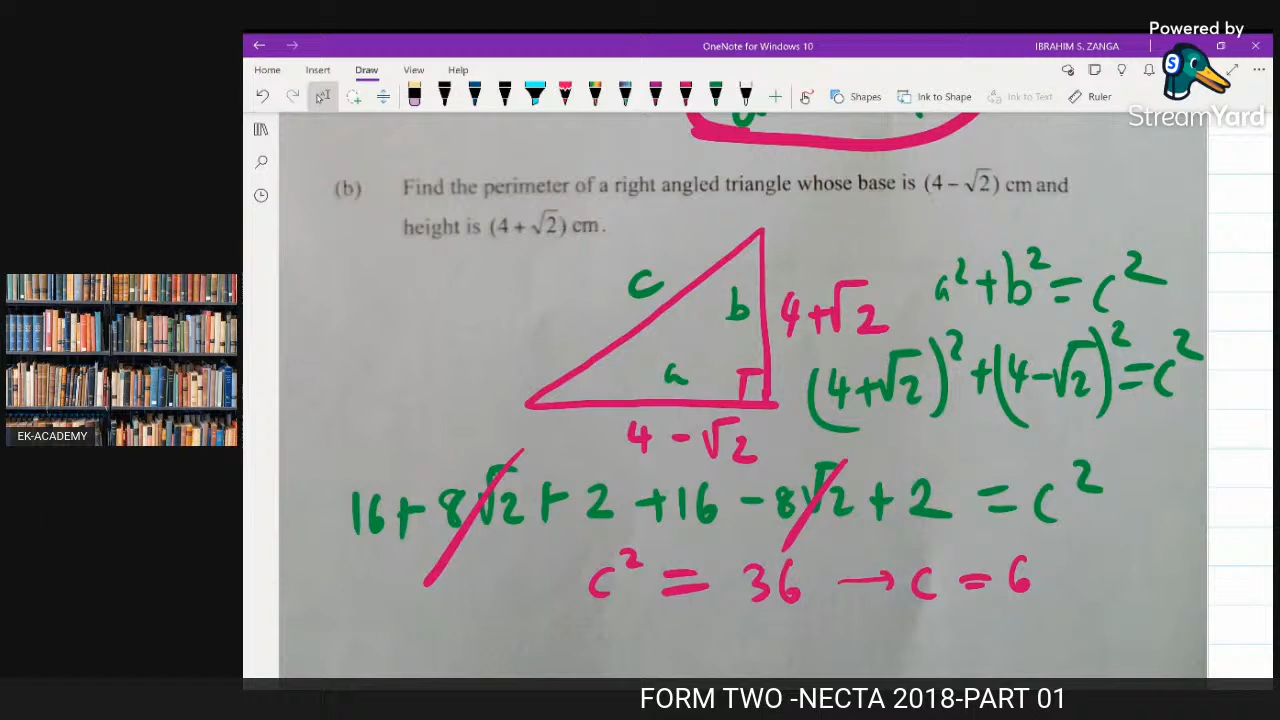 Powered by
StreamYard
OneNote for Windows 10
IBRAHIM S. ZANGA
Home Insert Draw View Help
Shapes Ink to Shape Ink to Text Ruler
(b) Find the perimeter of a right angled triangle whose base is (4 − √2) cm and
height is (4 + √2) cm.
c
b
4+√2
a
4 - √2
a² + b² = c²
(4+√2)² + (4-√2)² = c²
16 + 8√2 + 2 + 16 - 8√2 + 2 = c²
c² = 36 → c = 6
EK-ACADEMY
FORM TWO -NECTA 2018-PART 01